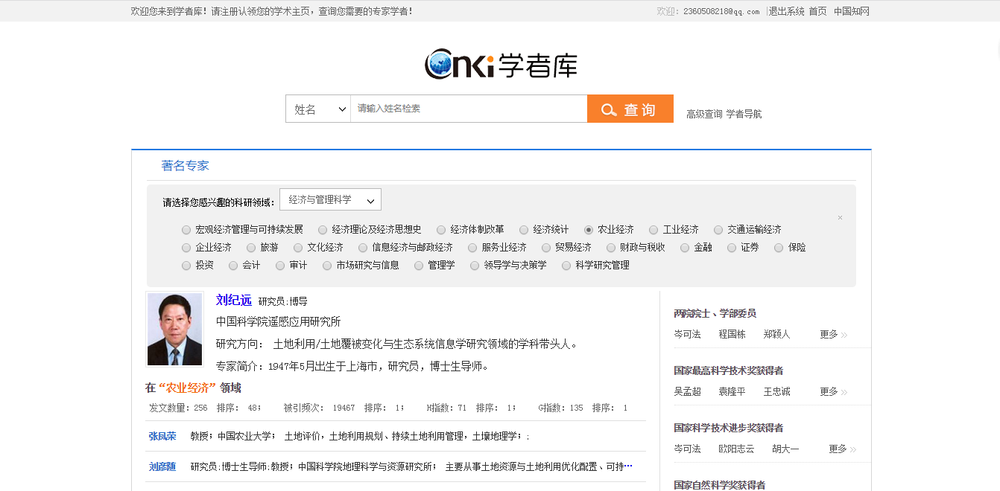 欢迎您来到学者库！请注册认领您的学术主页，查询您需要的专家学者！ 欢迎：2360508218@qq.com |退出系统 首页 中国知网
CNKI学者库
姓名 请输入姓名检索 查询 高级查询 学者导航
著名专家
请选择您感兴趣的科研领域： 经济与管理科学
×
宏观经济管理与可持续发展 经济理论及经济思想史 经济体制改革 经济统计 农业经济 工业经济 交通运输经济
企业经济 旅游 文化经济 信息经济与邮政经济 服务业经济 贸易经济 财政与税收 金融 证券 保险
投资 会计 审计 市场研究与信息 管理学 领导学与决策学 科学研究管理
刘纪远 研究员;博导
中国科学院遥感应用研究所
研究方向： 土地利用/土地覆被变化与生态系统信息学研究领域的学科带头人。
专家简介：1947年5月出生于上海市，研究员，博士生导师。
在“农业经济”领域
发文数量：256 排序： 48； 被引频次： 19467 排序： 1； H指数：71 排序： 1； G指数：135 排序： 1
张凤荣 教授；中国农业大学； 土地评价，土地利用规划、持续土地利用管理，土壤地理学；；
刘彦随 研究员;博士生导师;教授；中国科学院地理科学与资源研究所； 主要从事土地资源与土地利用优化配置、可持…
两院院士、学部委员
岑可法 程国栋 郑颖人 更多 »
国家最高科学技术奖获得者
吴孟超 袁隆平 王忠诚 更多 »
国家科学技术进步奖获得者
岑可法 欧阳志云 胡大一 更多 »
国家自然科学奖获得者